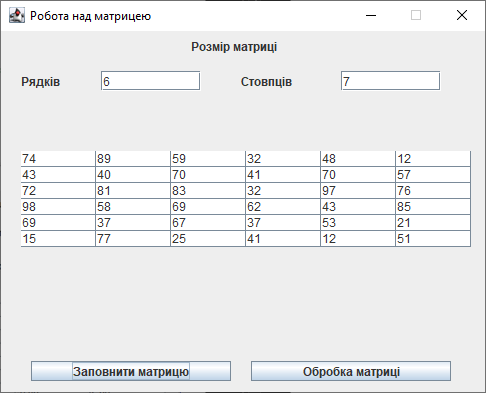 Робота над матрицею
Розмір матриці
Рядків 6 Стовпців 7
74 89 59 32 48 12
43 40 70 41 70 57
72 81 83 32 97 76
98 58 69 62 43 85
69 37 67 37 53 21
15 77 25 41 12 51
Заповнити матрицю Обробка матриці